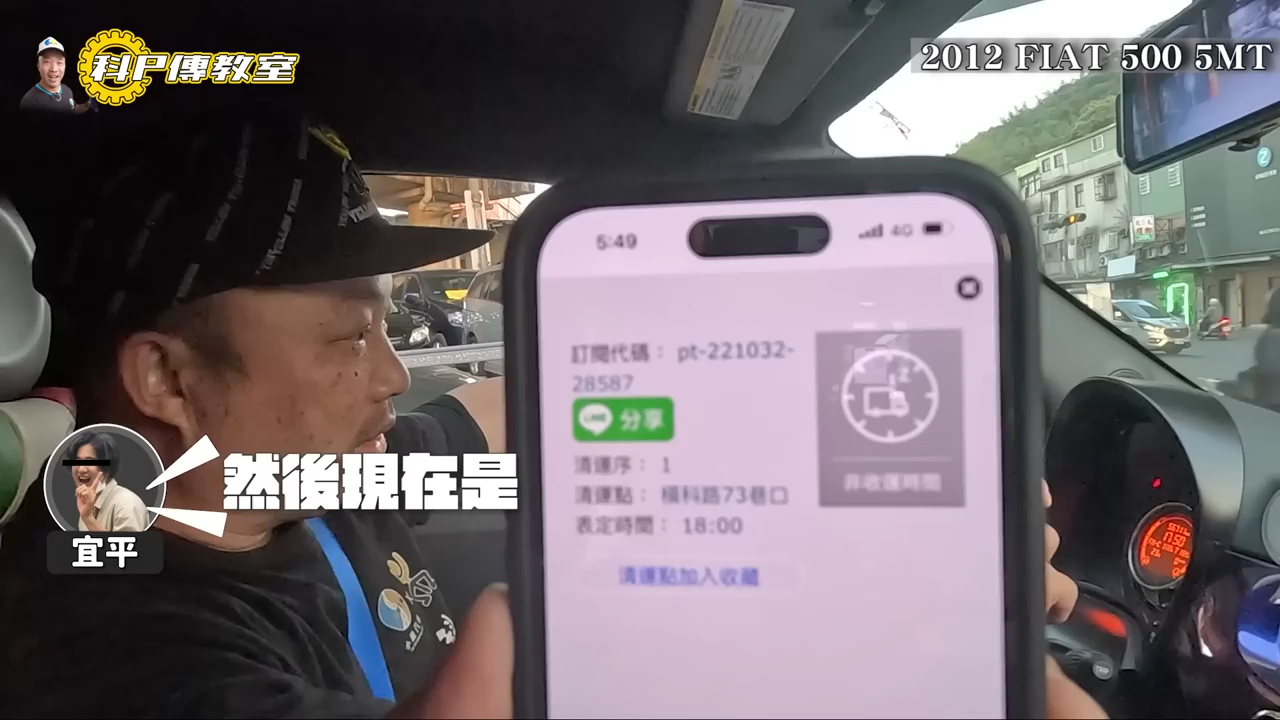 科P傳教室
2012 FIAT 500 5MT
5:49
4G
訂閱代碼： pt-221032-
28587
分享
清運序： 1
清運點： 橫科路73巷口
表定時間： 18:00
非收運時間
清運點加入收藏
然後現在是
宜平